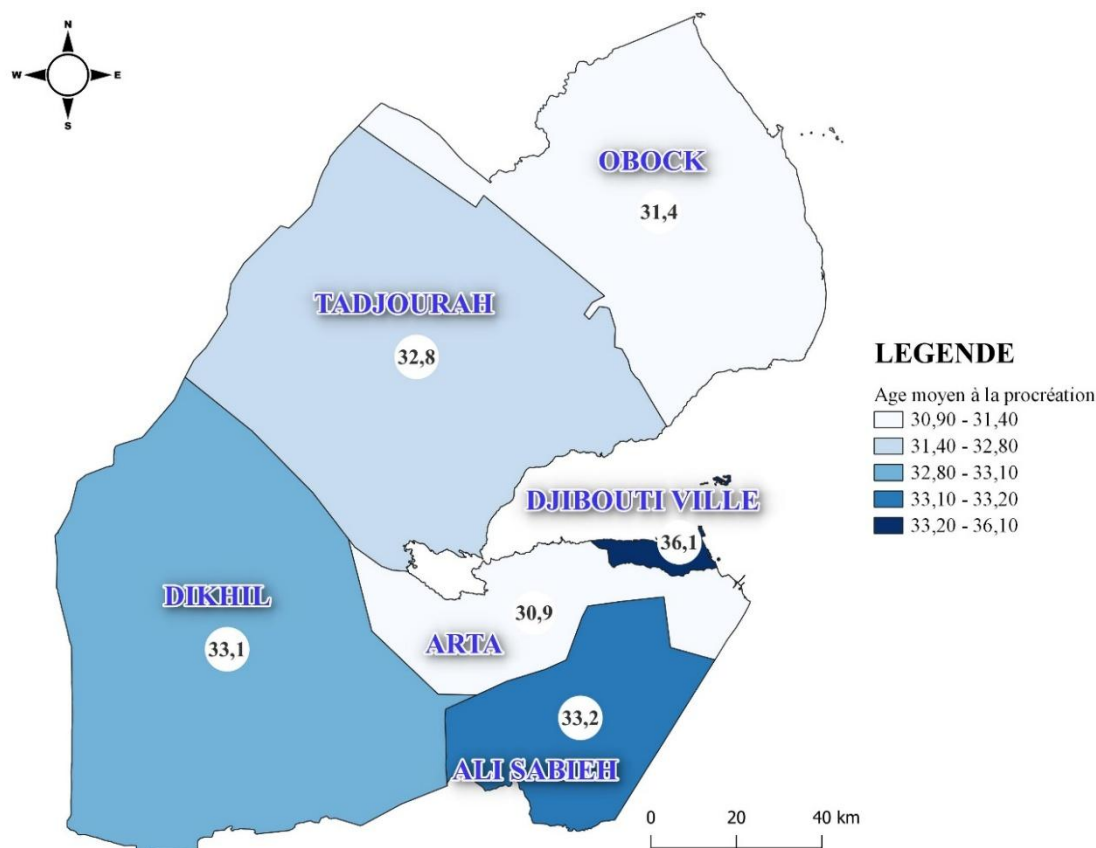 N
W E
S
OBOCK
31,4
TADJOURAH
32,8
DJIBOUTI VILLE
36,1
DIKHIL
33,1
30,9
ARTA
33,2
ALI SABIEH
LEGENDE
Age moyen à la procréation
30,90 - 31,40
31,40 - 32,80
32,80 - 33,10
33,10 - 33,20
33,20 - 36,10
0 20 40 km